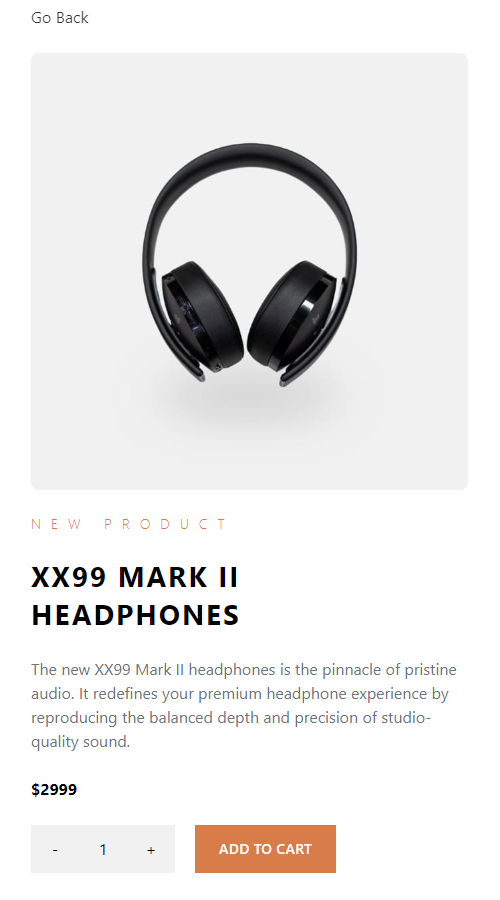 Go Back
NEW PRODUCT
XX99 MARK II
HEADPHONES
The new XX99 Mark II headphones is the pinnacle of pristine
audio. It redefines your premium headphone experience by
reproducing the balanced depth and precision of studio-
quality sound.
$2999
- 1 + ADD TO CART